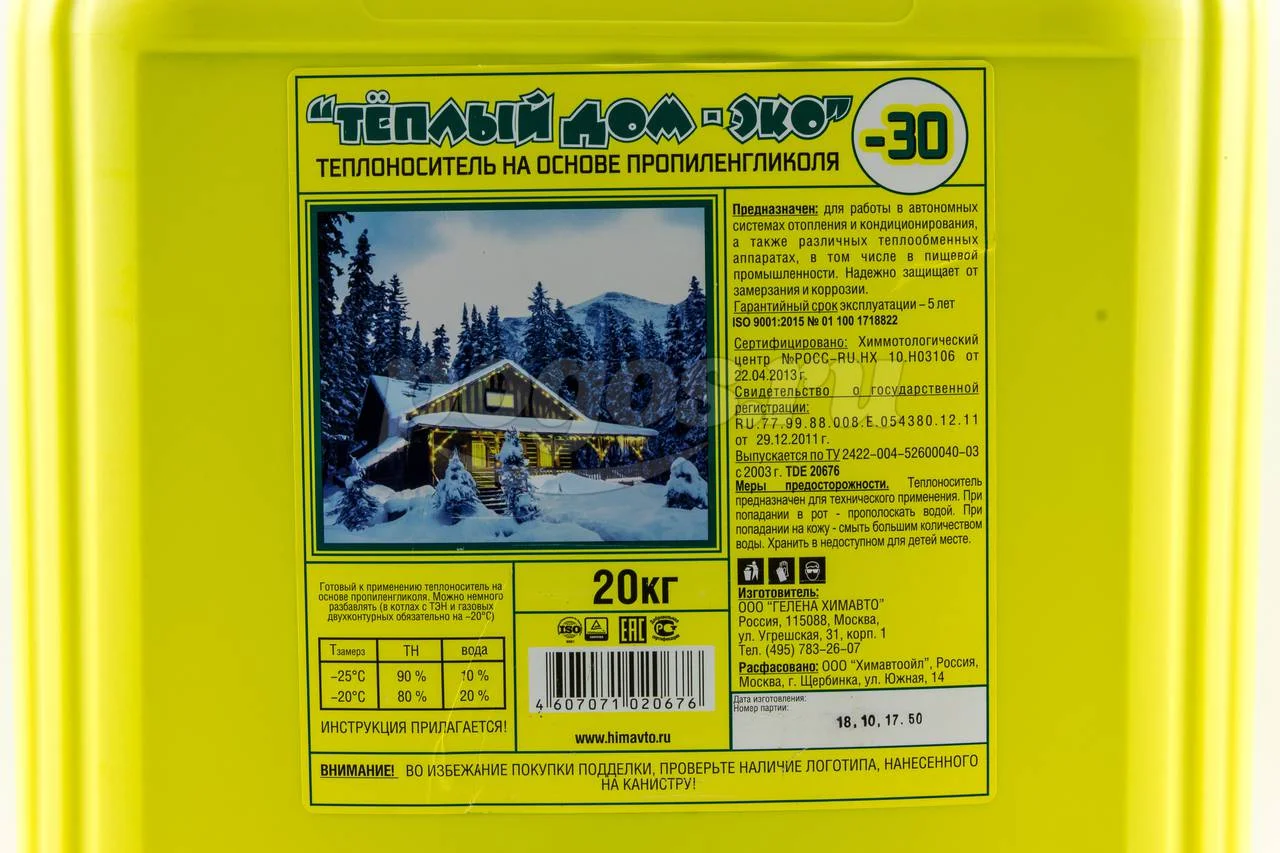 "ТЁПЛЫЙ ДОМ-ЭКО"
-30
ТЕПЛОНОСИТЕЛЬ НА ОСНОВЕ ПРОПИЛЕНГЛИКОЛЯ
Предназначен: для работы в автономных
системах отопления и кондиционирования,
а также различных теплообменных
аппаратах, в том числе в пищевой
промышленности. Надежно защищает от
замерзания и коррозии.
Гарантийный срок эксплуатации – 5 лет
ISO 9001:2015 № 01 100 1718822
Сертифицировано: Химмотологический
центр №РОСС-RU.HX 10.H03106 от
22.04.2013 г.
Свидетельство о государственной
регистрации:
RU.77.99.88.008.E.054380.12.11
от 29.12.2011 г.
Выпускается по ТУ 2422-004-52600040-03
с 2003 г. TDE 20676
Меры предосторожности. Теплоноситель
предназначен для технического применения. При
попадании в рот - прополоскать водой. При
попадании на кожу - смыть большим количеством
воды. Хранить в недоступном для детей месте.
Изготовитель:
ООО "ГЕЛЕНА ХИМАВТО"
Россия, 115088, Москва,
ул. Угрешская, 31, корп. 1
Тел. (495) 783-26-07
Расфасовано: ООО "Химавтоойл", Россия,
Москва, г. Щербинка, ул. Южная, 14
Дата изготовления:
Номер партии:
18.10.17.50
pogos.ru
Готовый к применению теплоноситель на
основе пропиленгликоля. Можно немного
разбавлять (в котлах с ТЭН и газовых
двухконтурных обязательно на –20°С)
Тзамерз ТН вода
–25°С 90 % 10 %
–20°С 80 % 20 %
ИНСТРУКЦИЯ ПРИЛАГАЕТСЯ!
20кг
ISO
EAC
4 607071 020676
www.himavto.ru
ВНИМАНИЕ! ВО ИЗБЕЖАНИЕ ПОКУПКИ ПОДДЕЛКИ, ПРОВЕРЬТЕ НАЛИЧИЕ ЛОГОТИПА, НАНЕСЕННОГО
НА КАНИСТРУ!